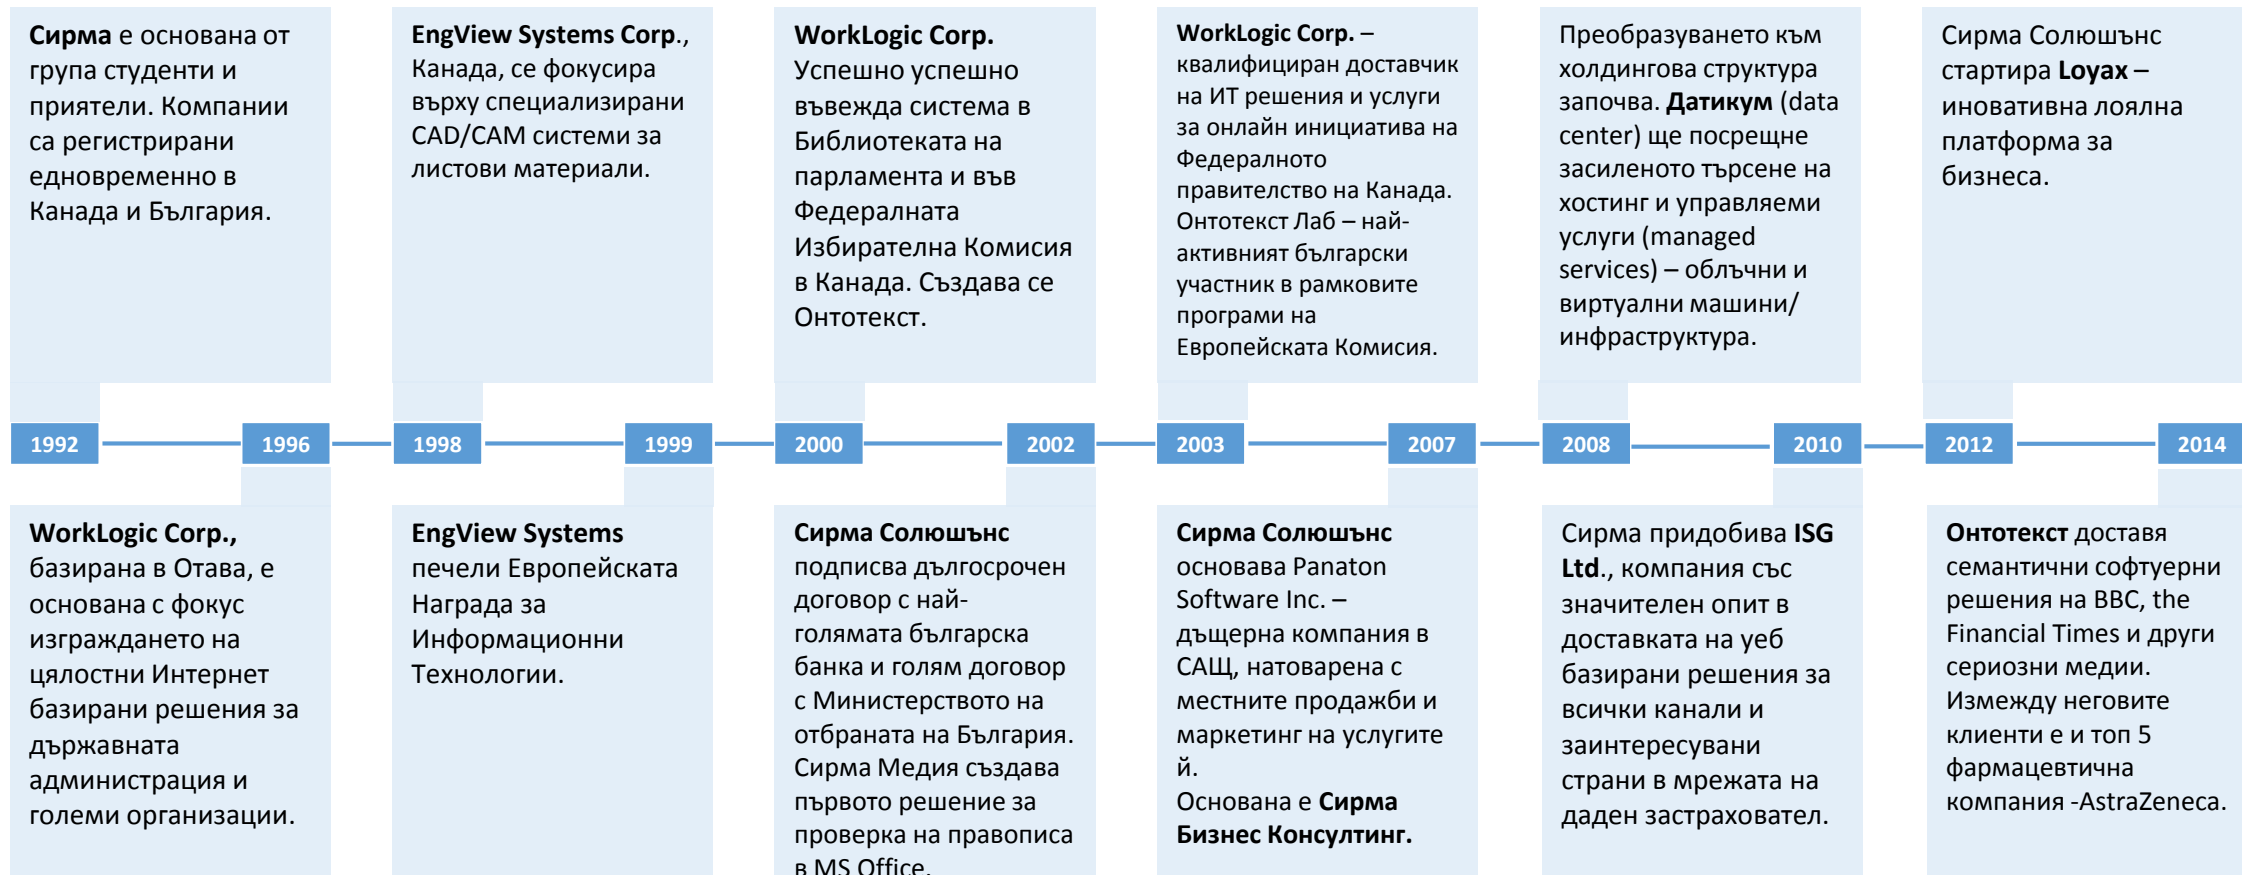 Сирма е основана от
група студенти и
приятели. Компании
са регистрирани
едновременно в
Канада и България.
EngView Systems Corp.,
Канада, се фокусира
върху специализирани
CAD/CAM системи за
листови материали.
WorkLogic Corp.
Успешно успешно
въвежда система в
Библиотеката на
парламента и във
Федералната
Избирателна Комисия
в Канада. Създава се
Онтотекст.
WorkLogic Corp. –
квалифициран доставчик
на ИТ решения и услуги
за онлайн инициатива на
Федералното
правителство на Канада.
Онтотекст Лаб – най-
активният български
участник в рамковите
програми на
Европейската Комисия.
Преобразуването към
холдингова структура
започва. Датикум (data
center) ще посрещне
засиленото търсене на
хостинг и управляеми
услуги (managed
services) – облъчни и
виртуални машини/
инфраструктура.
Сирма Солюшънс
стартира Loyax –
иновативна лоялна
платформа за
бизнеса.
1992 1996 1998 1999 2000 2002 2003 2007 2008 2010 2012 2014
WorkLogic Corp.,
базирана в Отава, е
основана с фокус
изграждането на
цялостни Интернет
базирани решения за
държавната
администрация и
големи организации.
EngView Systems
печели Европейската
Награда за
Информационни
Технологии.
Сирма Солюшънс
подписва дългосрочен
договор с най-
голямата българска
банка и голям договор
с Министерството на
отбраната на България.
Сирма Медия създава
първото решение за
проверка на правописа
в MS Office.
Сирма Солюшънс
основава Panaton
Software Inc. –
дъщерна компания в
САЩ, натоварена с
местните продажби и
маркетинг на услугите
й.
Основана е Сирма
Бизнес Консултинг.
Сирма придобива ISG
Ltd., компания със
значителен опит в
доставката на уеб
базирани решения за
всички канали и
заинтересувани
страни в мрежата на
даден застраховател.
Онтотекст доставя
семантични софтуерни
решения на BBC, the
Financial Times и други
сериозни медии.
Измежду неговите
клиенти е и топ 5
фармацевтична
компания -AstraZeneca.